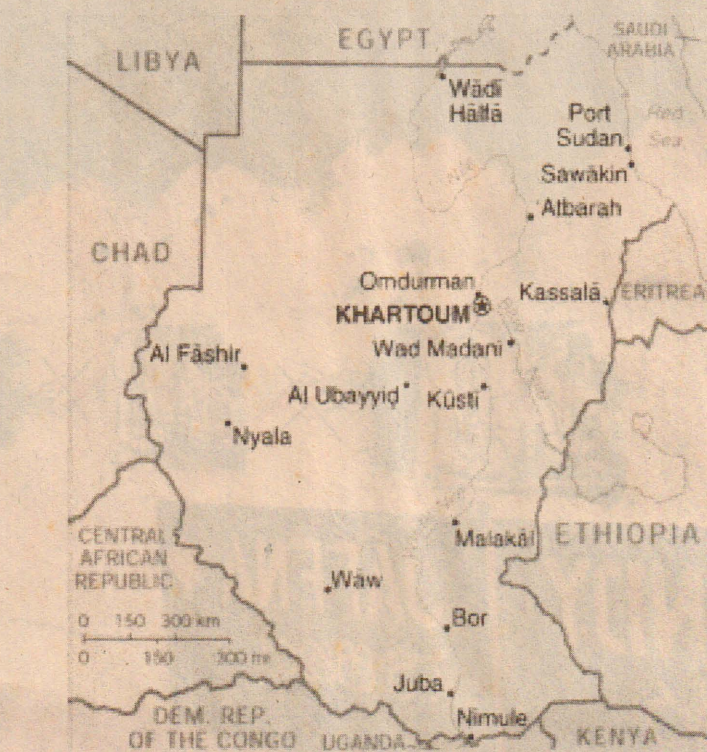 LIBYA
EGYPT
SAUDI
ARABIA
Wādī
Halfā
Port
Sudan
Red
Sea
Sawākin
Atbarah
Nile
CHAD
Omdurman
KHARTOUM
Kassalā
ERITREA
Wad Madanī
Al Fāshir
Al Ubayyiḍ
Kūstī
Nyala
CENTRAL
AFRICAN
REPUBLIC
Malakāl
ETHIOPIA
Wāw
0 150 300 km
0 150 300 mi
Bor
Juba
Nimule
DEM. REP.
OF THE CONGO
UGANDA
KENYA